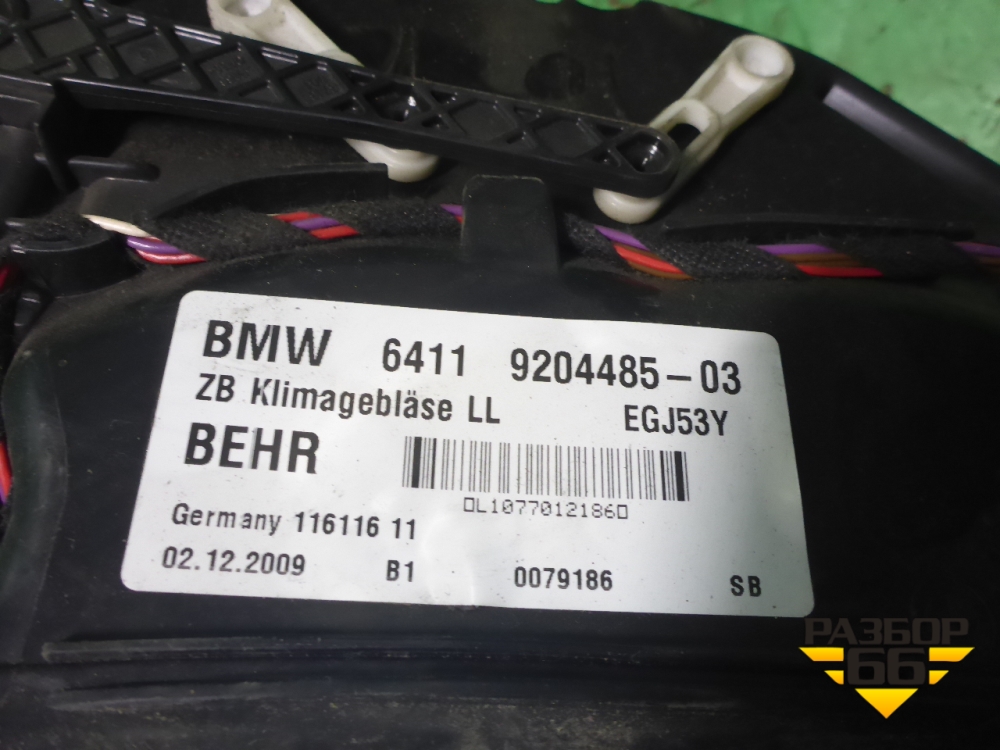 BMW 6411 9204485-03
ZB Klimagebläse LL EGJ53Y
BEHR
▯L1077012186▯
Germany 116116 11
02.12.2009 B1 0079186 SB
РАЗБОР
66